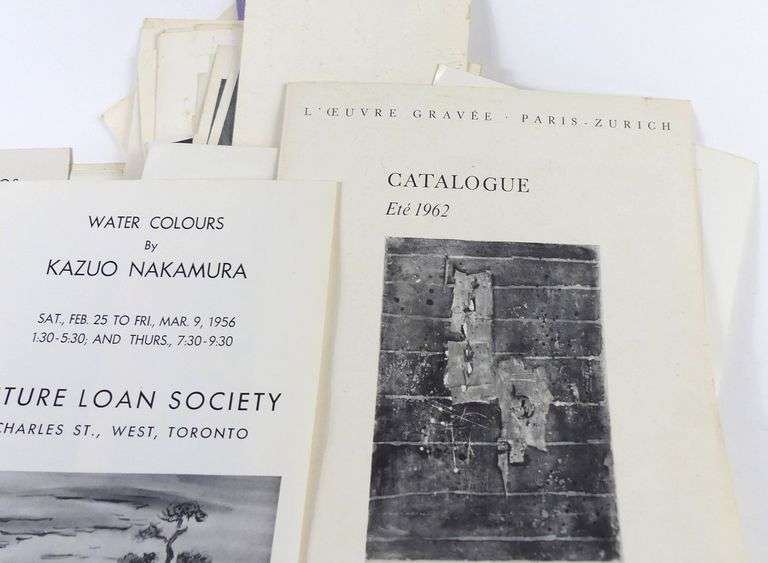 L'ŒUVRE GRAVÉE · PARIS-ZURICH
CATALOGUE
Eté 1962
WATER COLOURS
By
KAZUO NAKAMURA
SAT., FEB. 25 TO FRI., MAR. 9, 1956
1:30-5:30; AND THURS., 7:30-9:30
TURE LOAN SOCIETY
CHARLES ST., WEST, TORONTO